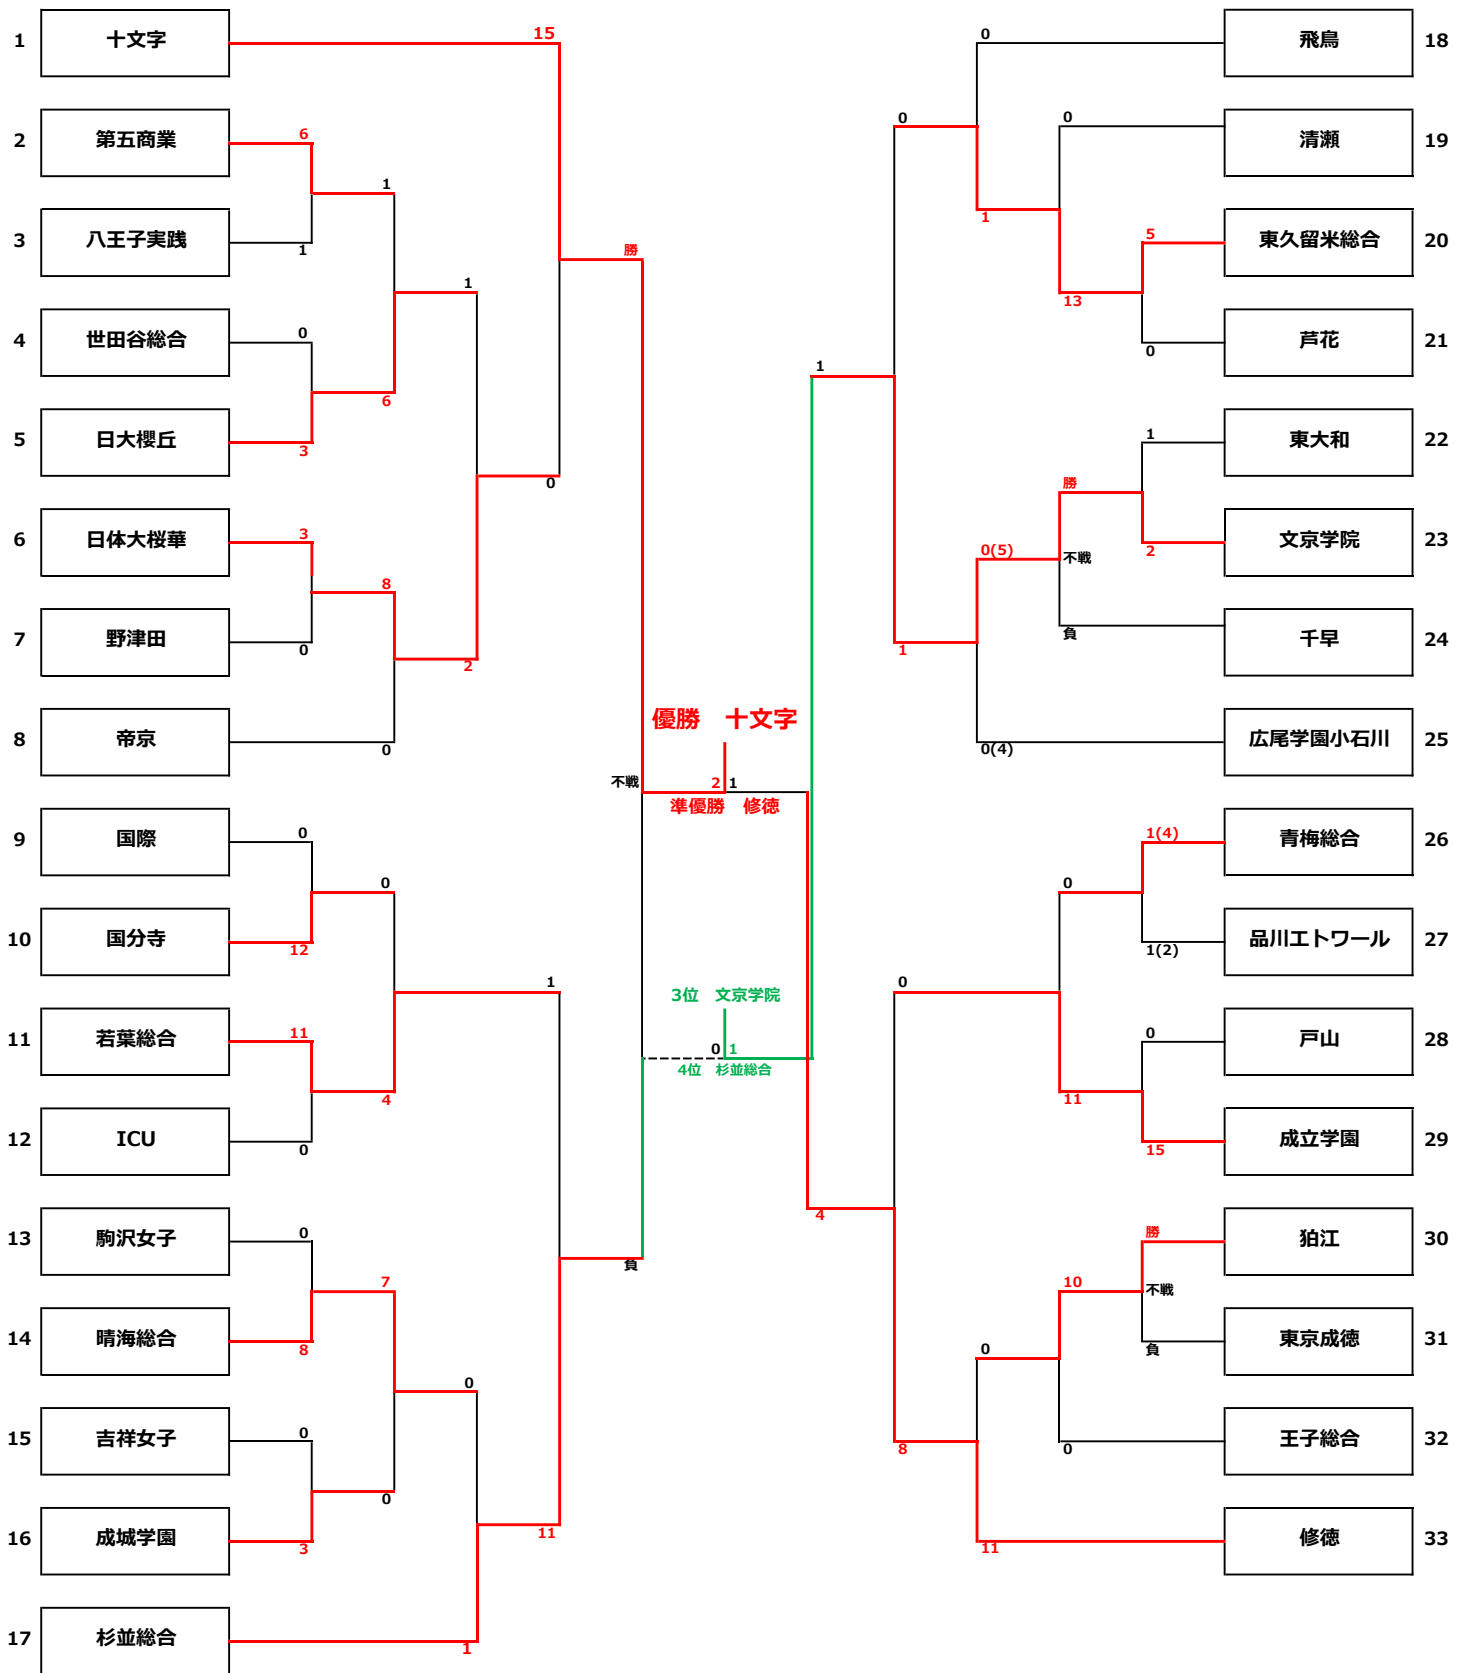 1 十文字 15
2 第五商業 6
1
3 八王子実践 1
1
4 世田谷総合 0
6
5 日大櫻丘 3
勝
0
6 日体大桜華 3
8
7 野津田 0
2
8 帝京 0
9 国際 0
0
10 国分寺 12
1
11 若葉総合 11
4
12 ICU 0
13 駒沢女子 0
7
14 晴海総合 8
0
15 吉祥女子 0
0
16 成城学園 3
11
17 杉並総合 1
不戦
負
優勝 十文字
2 1
準優勝 修徳
3位 文京学院
0 1
4位 杉並総合
0 飛鳥 18
0
0 清瀬 19
1
5 東久留米総合 20
13
0 芦花 21
1
1 東大和 22
勝
2 文京学院 23
0(5)
不戦
負 千早 24
1
0(4) 広尾学園小石川 25
1(4) 青梅総合 26
0
1(2) 品川エトワール 27
0
0 戸山 28
11
15 成立学園 29
4
勝 狛江 30
10 不戦
負 東京成徳 31
0
0 王子総合 32
8
11 修徳 33